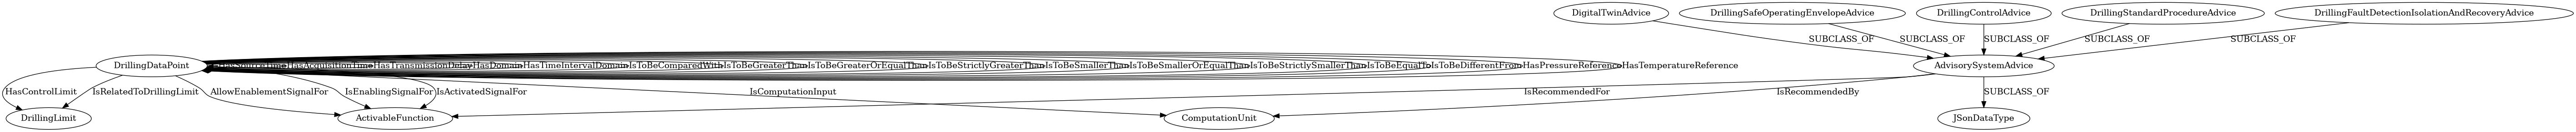 DigitalTwinAdvice
DrillingSafeOperatingEnvelopeAdvice
DrillingControlAdvice
DrillingStandardProcedureAdvice
DrillingFaultDetectionIsolationAndRecoveryAdvice
SUBCLASS_OF
SUBCLASS_OF
SUBCLASS_OF
SUBCLASS_OF
SUBCLASS_OF
DrillingDataPoint
HasSourceTime
HasAcquisitionTime
HasTransmissionDelay
HasDomain
HasTimeIntervalDomain
IsToBeComparedWith
IsToBeGreaterThan
IsToBeGreaterOrEqualThan
IsToBeStrictlyGreaterThan
IsToBeSmallerThan
IsToBeSmallerOrEqualThan
IsToBeStrictlySmallerThan
IsToBeEqualTo
IsToBeDifferentFrom
HasPressureReference
HasTemperatureReference
AdvisorySystemAdvice
HasControlLimit
IsRelatedToDrillingLimit
AllowEnablementSignalFor
IsEnablingSignalFor
IsActivatedSignalFor
IsComputationInput
IsRecommendedFor
IsRecommendedBy
SUBCLASS_OF
DrillingLimit
ActivableFunction
ComputationUnit
JSonDataType